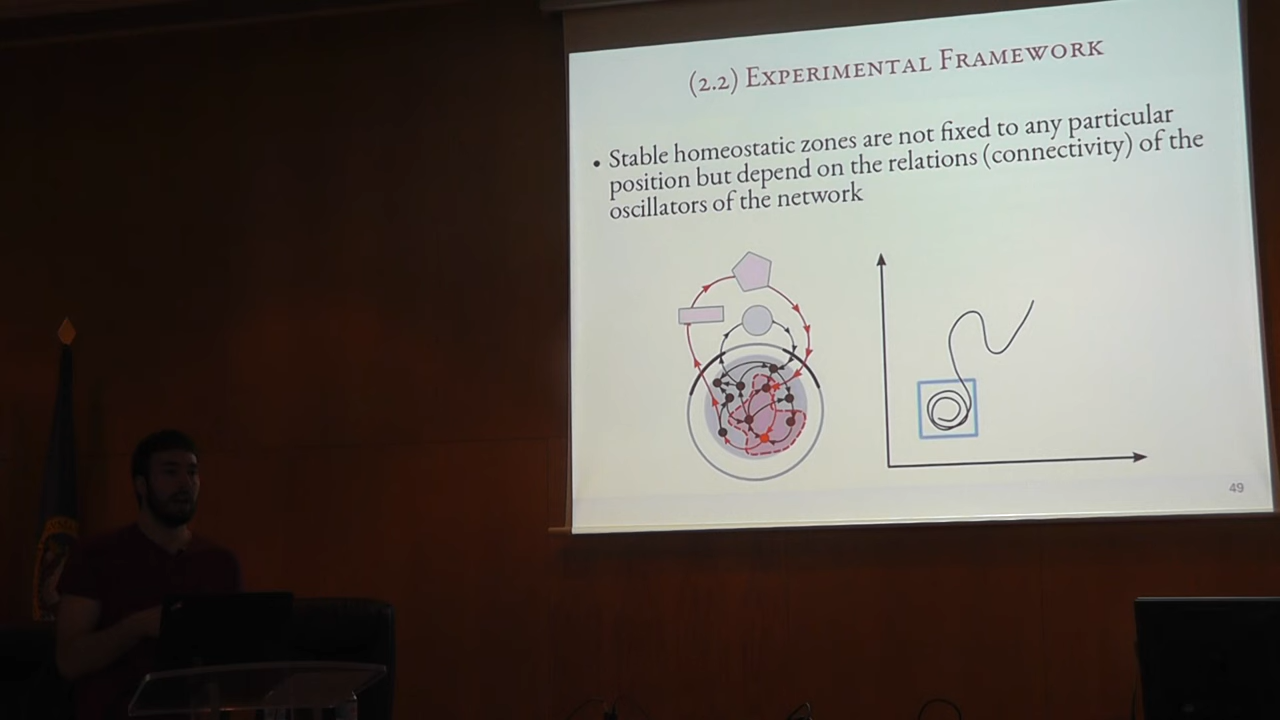 (2.2) Experimental Framework
• Stable homeostatic zones are not fixed to any particular
position but depend on the relations (connectivity) of the
oscillators of the network
49